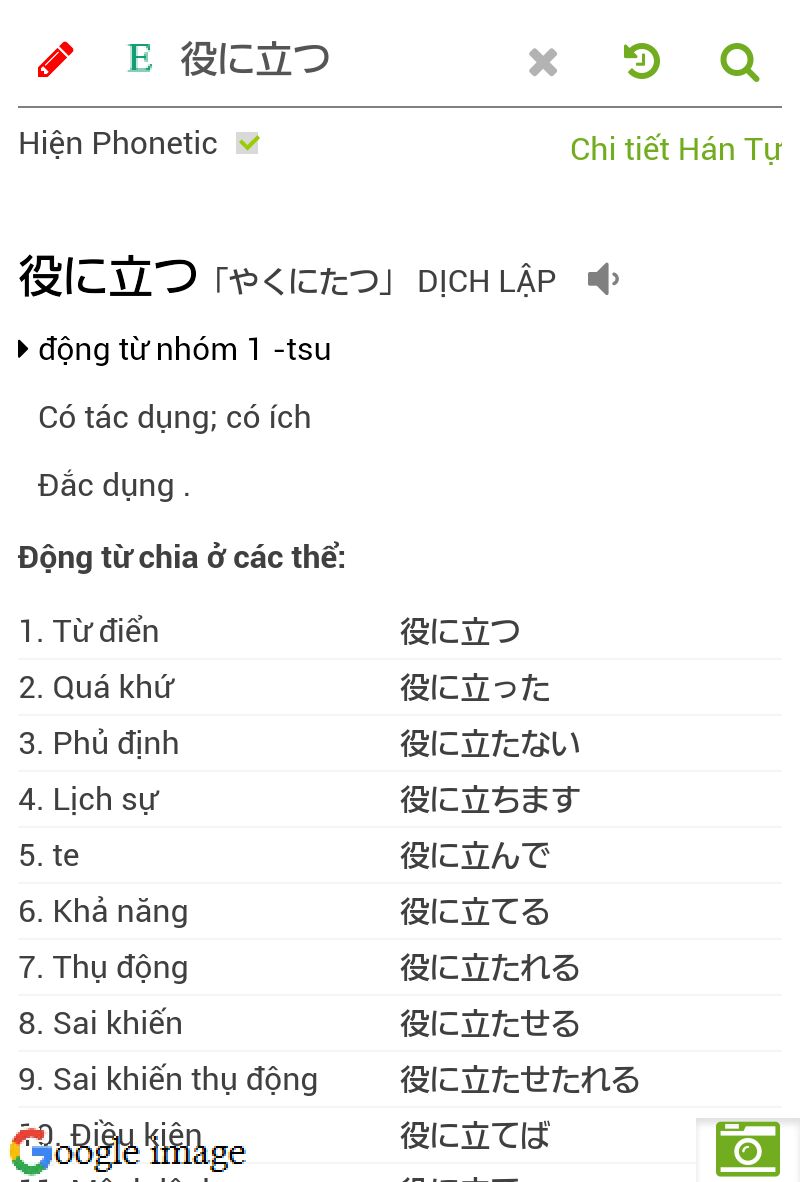 E 役に立つ
Hiện Phonetic
Chi tiết Hán Tự
役に立つ 「やくにたつ」 DỊCH LẬP
động từ nhóm 1 -tsu
Có tác dụng; có ích
Đắc dụng .
Động từ chia ở các thể:
1. Từ điển 役に立つ
2. Quá khứ 役に立った
3. Phủ định 役に立たない
4. Lịch sự 役に立ちます
5. te 役に立んで
6. Khả năng 役に立てる
7. Thụ động 役に立たれる
8. Sai khiến 役に立たせる
9. Sai khiến thụ động 役に立たせたれる
10. Điều kiện 役に立てば
Google image